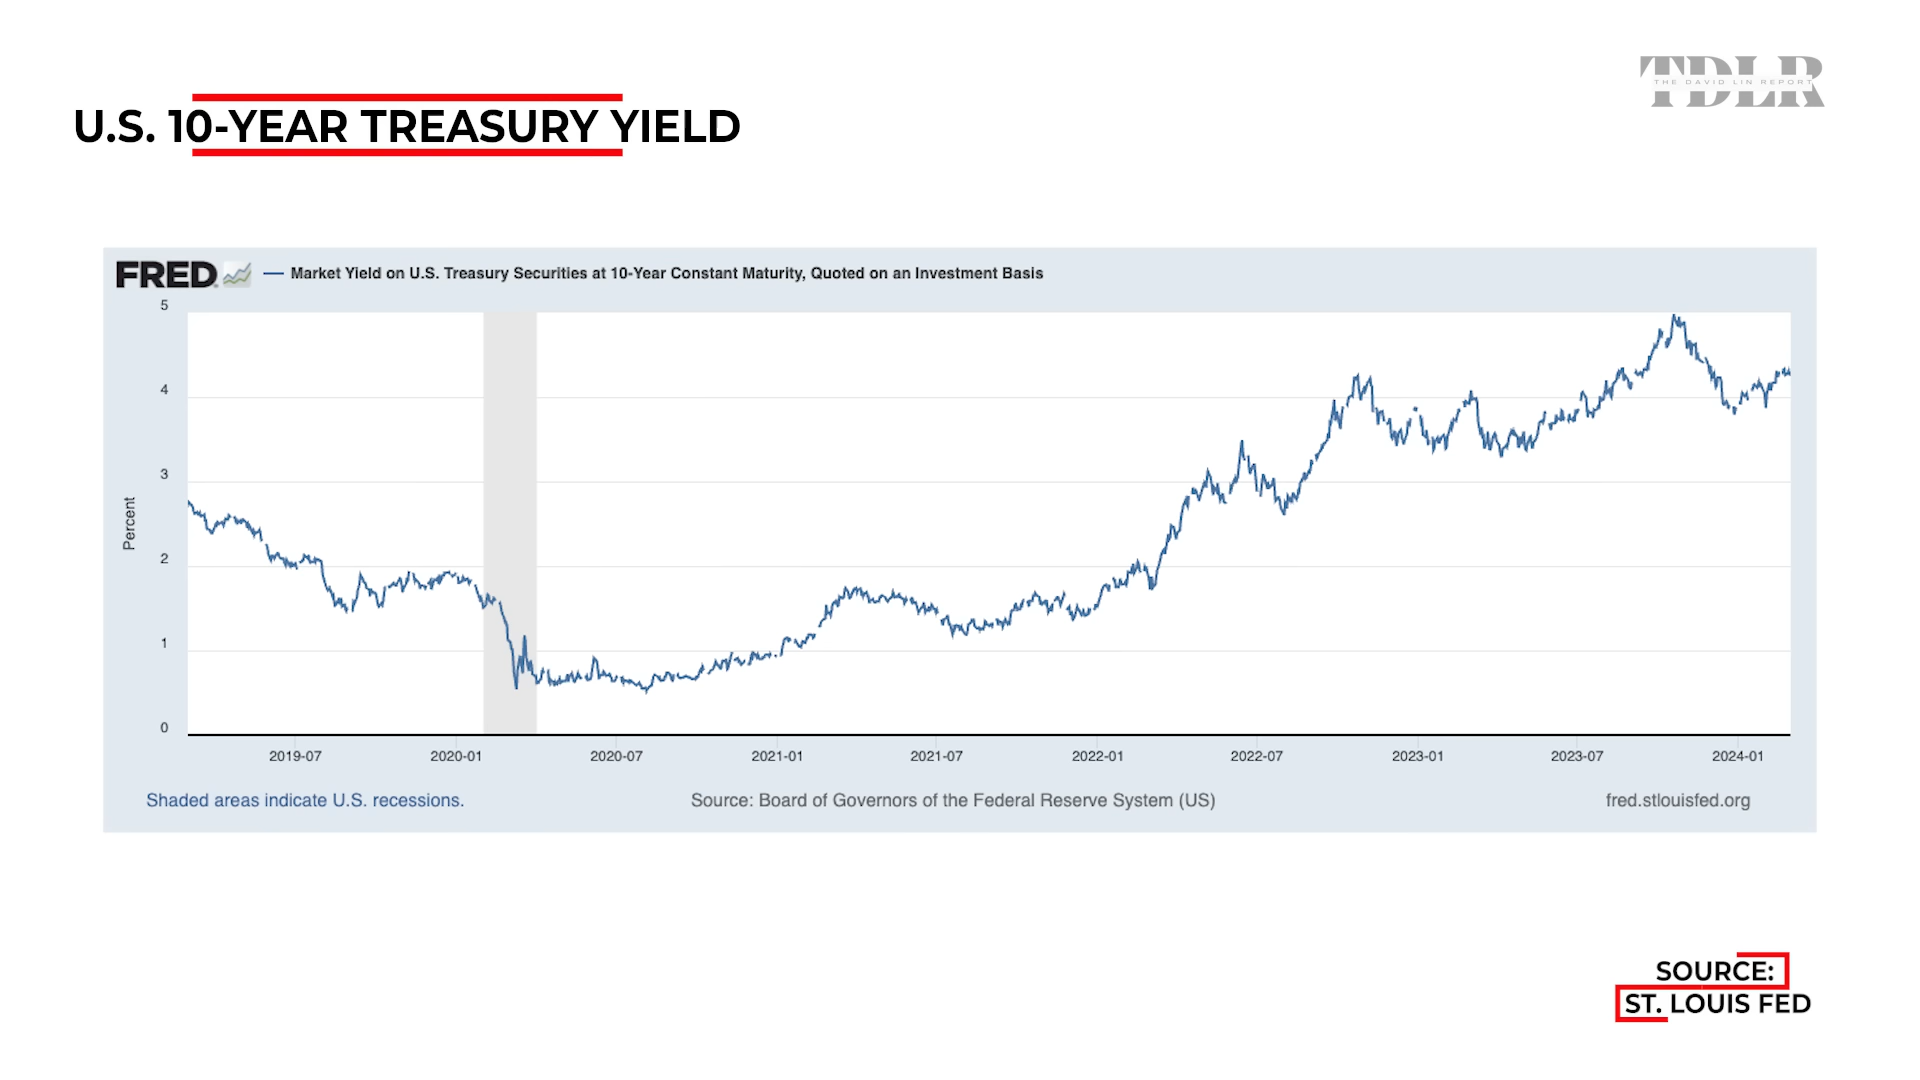 TDLR
THE DAVID LIN REPORT
U.S. 10-YEAR TREASURY YIELD
FRED
Market Yield on U.S. Treasury Securities at 10-Year Constant Maturity, Quoted on an Investment Basis
5
4
3
2
1
0
Percent
2019-07 2020-01 2020-07 2021-01 2021-07 2022-01 2022-07 2023-01 2023-07 2024-01
Shaded areas indicate U.S. recessions. Source: Board of Governors of the Federal Reserve System (US) fred.stlouisfed.org
SOURCE:
ST. LOUIS FED